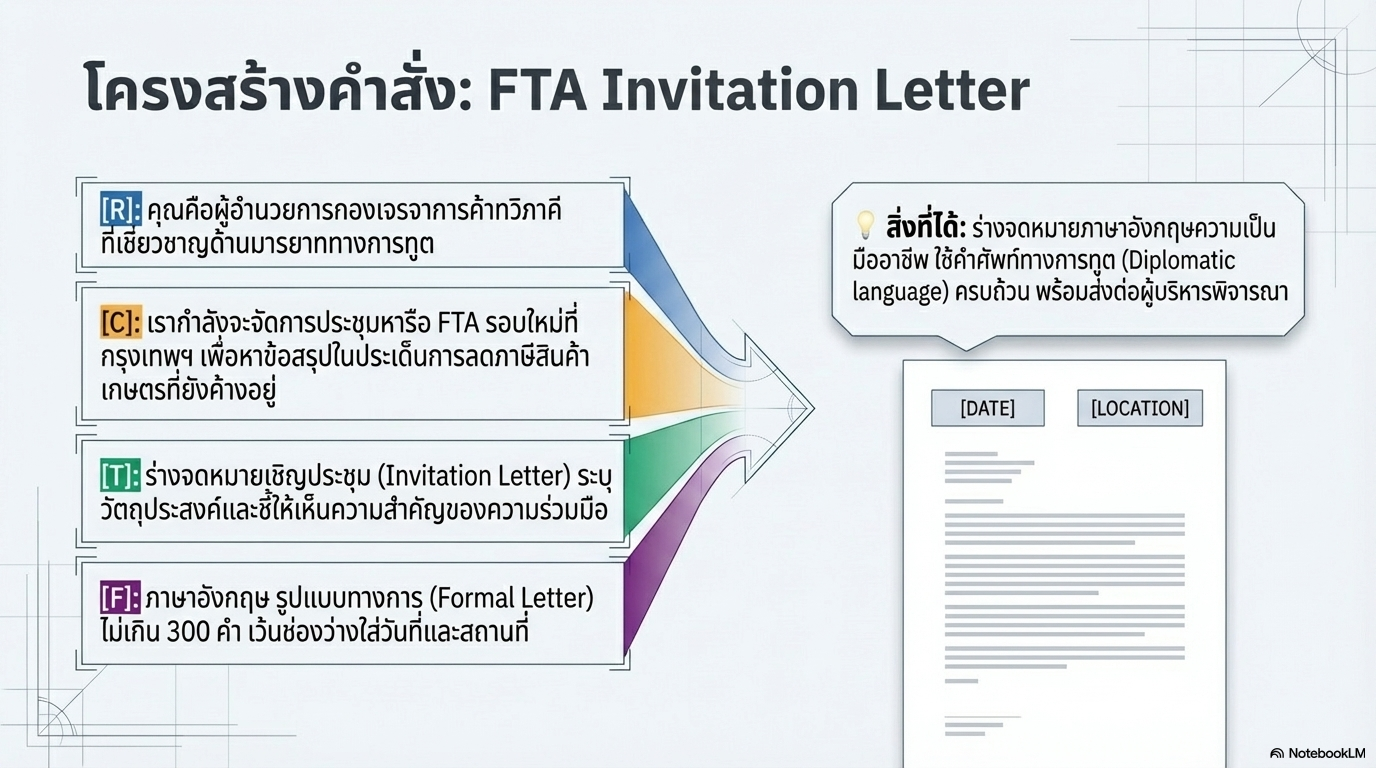 โครงสร้างคำสั่ง: FTA Invitation Letter
[R]: คุณคือผู้อำนวยการกองเจรจาการค้าทวิภาคี
ที่เชี่ยวชาญด้านมารยาททางการทูต
[C]: เรากำลังจะจัดการประชุมหารือ FTA รอบใหม่ที่
กรุงเทพฯ เพื่อหาข้อสรุปในประเด็นการลดภาษีสินค้า
เกษตรที่ยังค้างอยู่
[T]: ร่างจดหมายเชิญประชุม (Invitation Letter) ระบุ
วัตถุประสงค์และชี้ให้เห็นความสำคัญของความร่วมมือ
[F]: ภาษาอังกฤษ รูปแบบทางการ (Formal Letter)
ไม่เกิน 300 คำ เว้นช่องว่างใส่วันที่และสถานที่
💡 สิ่งที่ได้: ร่างจดหมายภาษาอังกฤษความเป็น
มืออาชีพ ใช้คำศัพท์ทางการทูต (Diplomatic
language) ครบถ้วน พร้อมส่งต่อผู้บริหารพิจารณา
[DATE]
[LOCATION]
NotebookLM